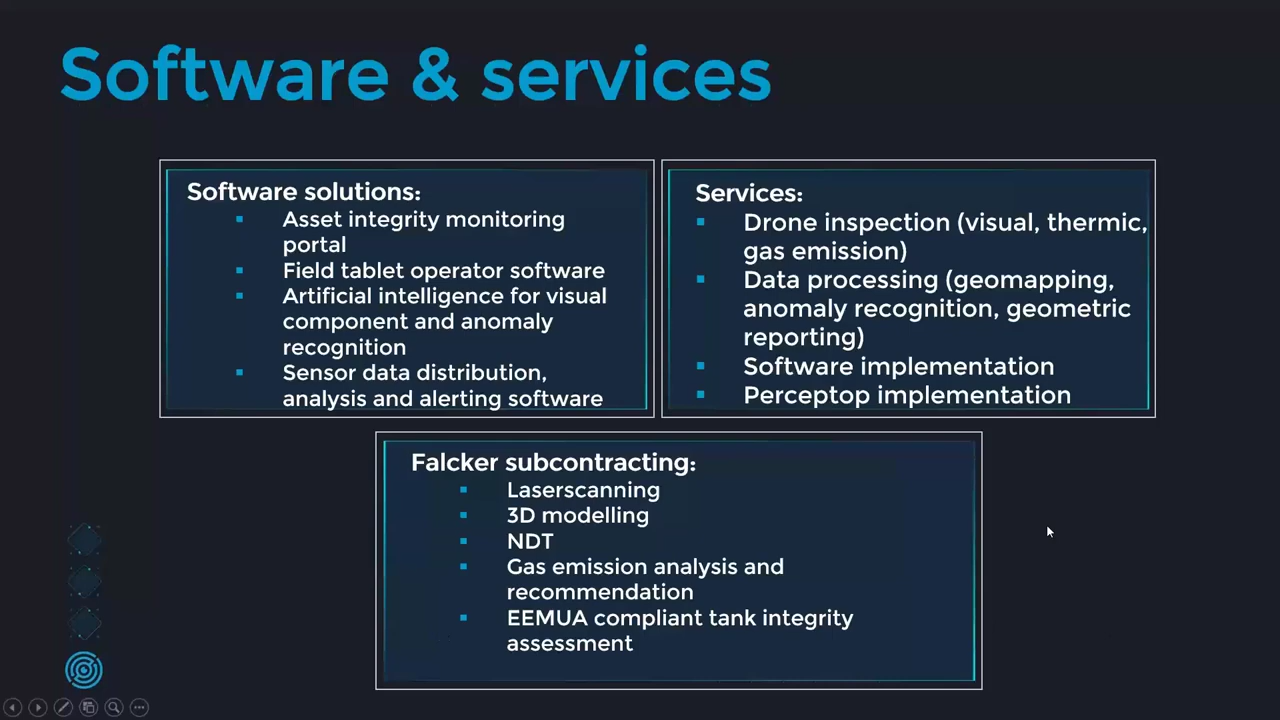 Software & services
Software solutions:
Asset integrity monitoring
portal
Field tablet operator software
Artificial intelligence for visual
component and anomaly
recognition
Sensor data distribution,
analysis and alerting software
Services:
Drone inspection (visual, thermic,
gas emission)
Data processing (geomapping,
anomaly recognition, geometric
reporting)
Software implementation
Perceptop implementation
Falcker subcontracting:
Laserscanning
3D modelling
NDT
Gas emission analysis and
recommendation
EEMUA compliant tank integrity
assessment